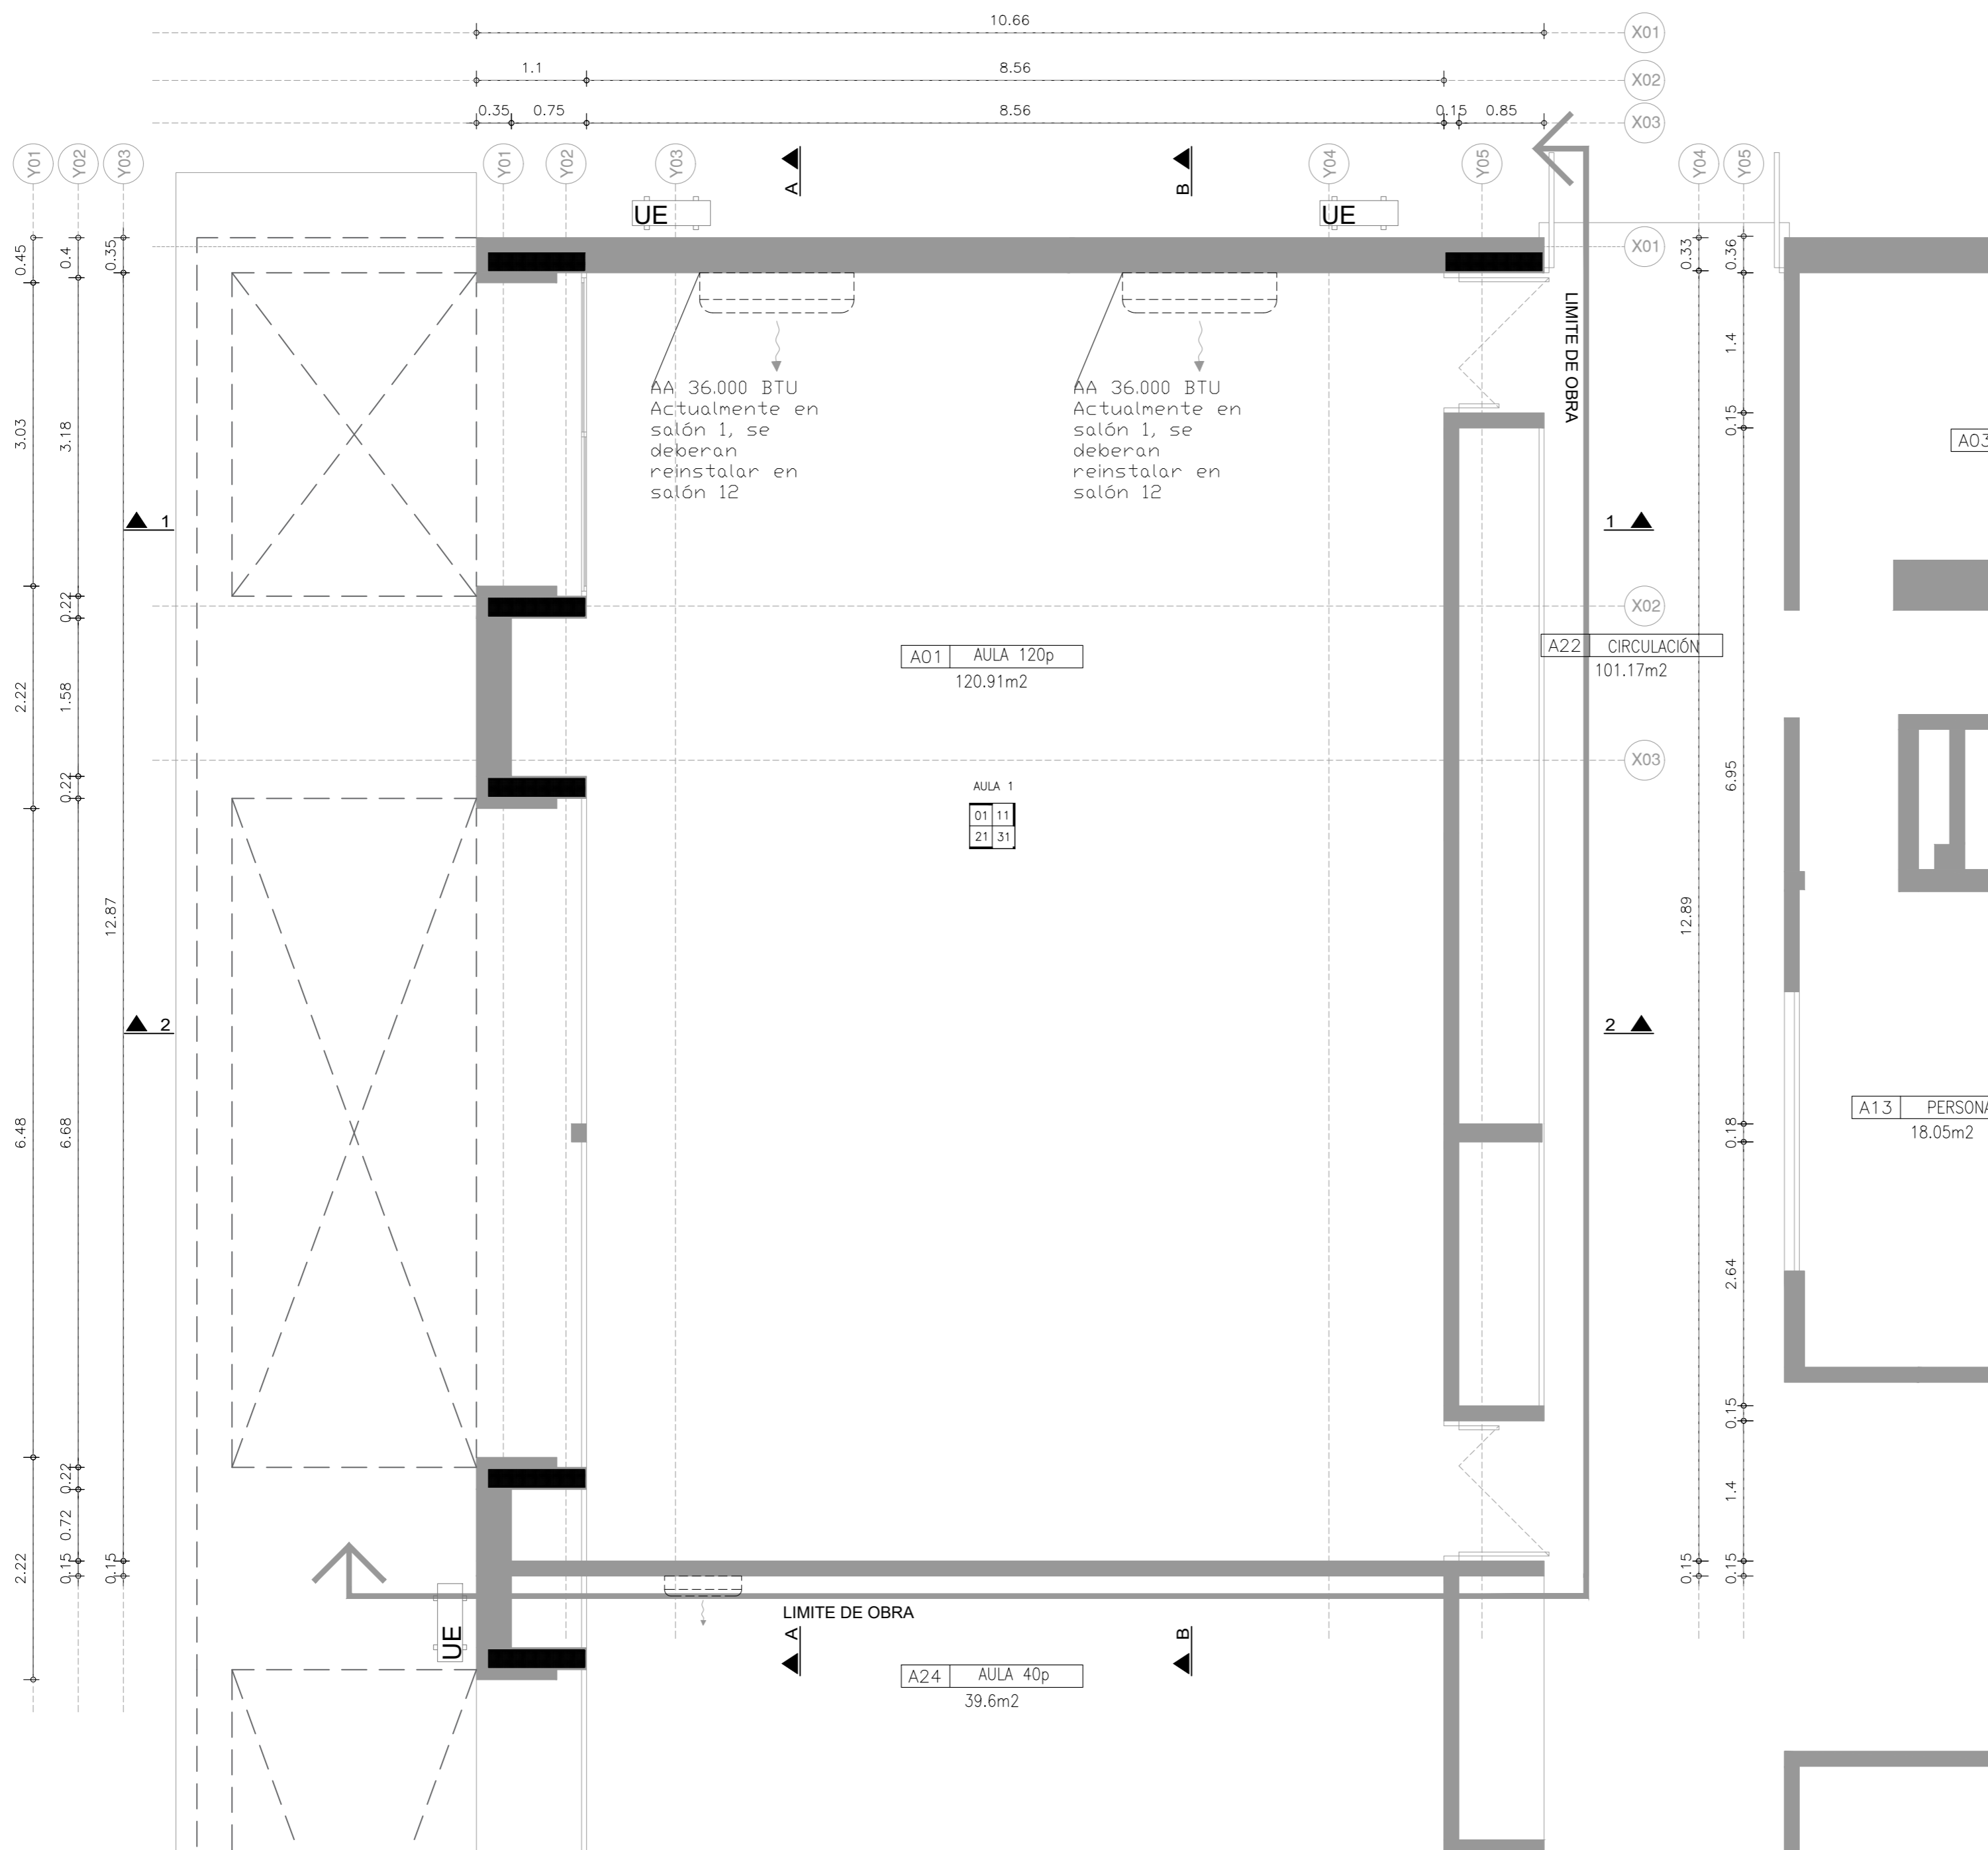 10.66
X01
1.1
8.56
X02
0.35
0.75
8.56
0.15
0.85
X03
Y01
Y02
Y03
Y01
Y02
Y03
A
B
Y04
Y05
Y04
Y05
UE
UE
0.45
0.4
0.35
X01
0.33
0.36
LIMITE DE OBRA
1.4
AA 36.000 BTU
Actualmente en
salón 1, se
deberan
reinstalar en
salón 12
AA 36.000 BTU
Actualmente en
salón 1, se
deberan
reinstalar en
salón 12
3.03
3.18
0.15
A03
1
1
0.22
X02
A01
AULA 120p
120.91m2
A22
CIRCULACIÓN
101.17m2
2.22
1.58
X03
0.22
6.95
AULA 1
01
11
21
31
12.87
12.89
2
2
6.48
6.68
0.18
A13
PERSONA
18.05m2
2.64
0.15
0.22
1.4
0.72
2.22
0.15
0.15
0.15
0.15
LIMITE DE OBRA
UE
A
B
A24
AULA 40p
39.6m2